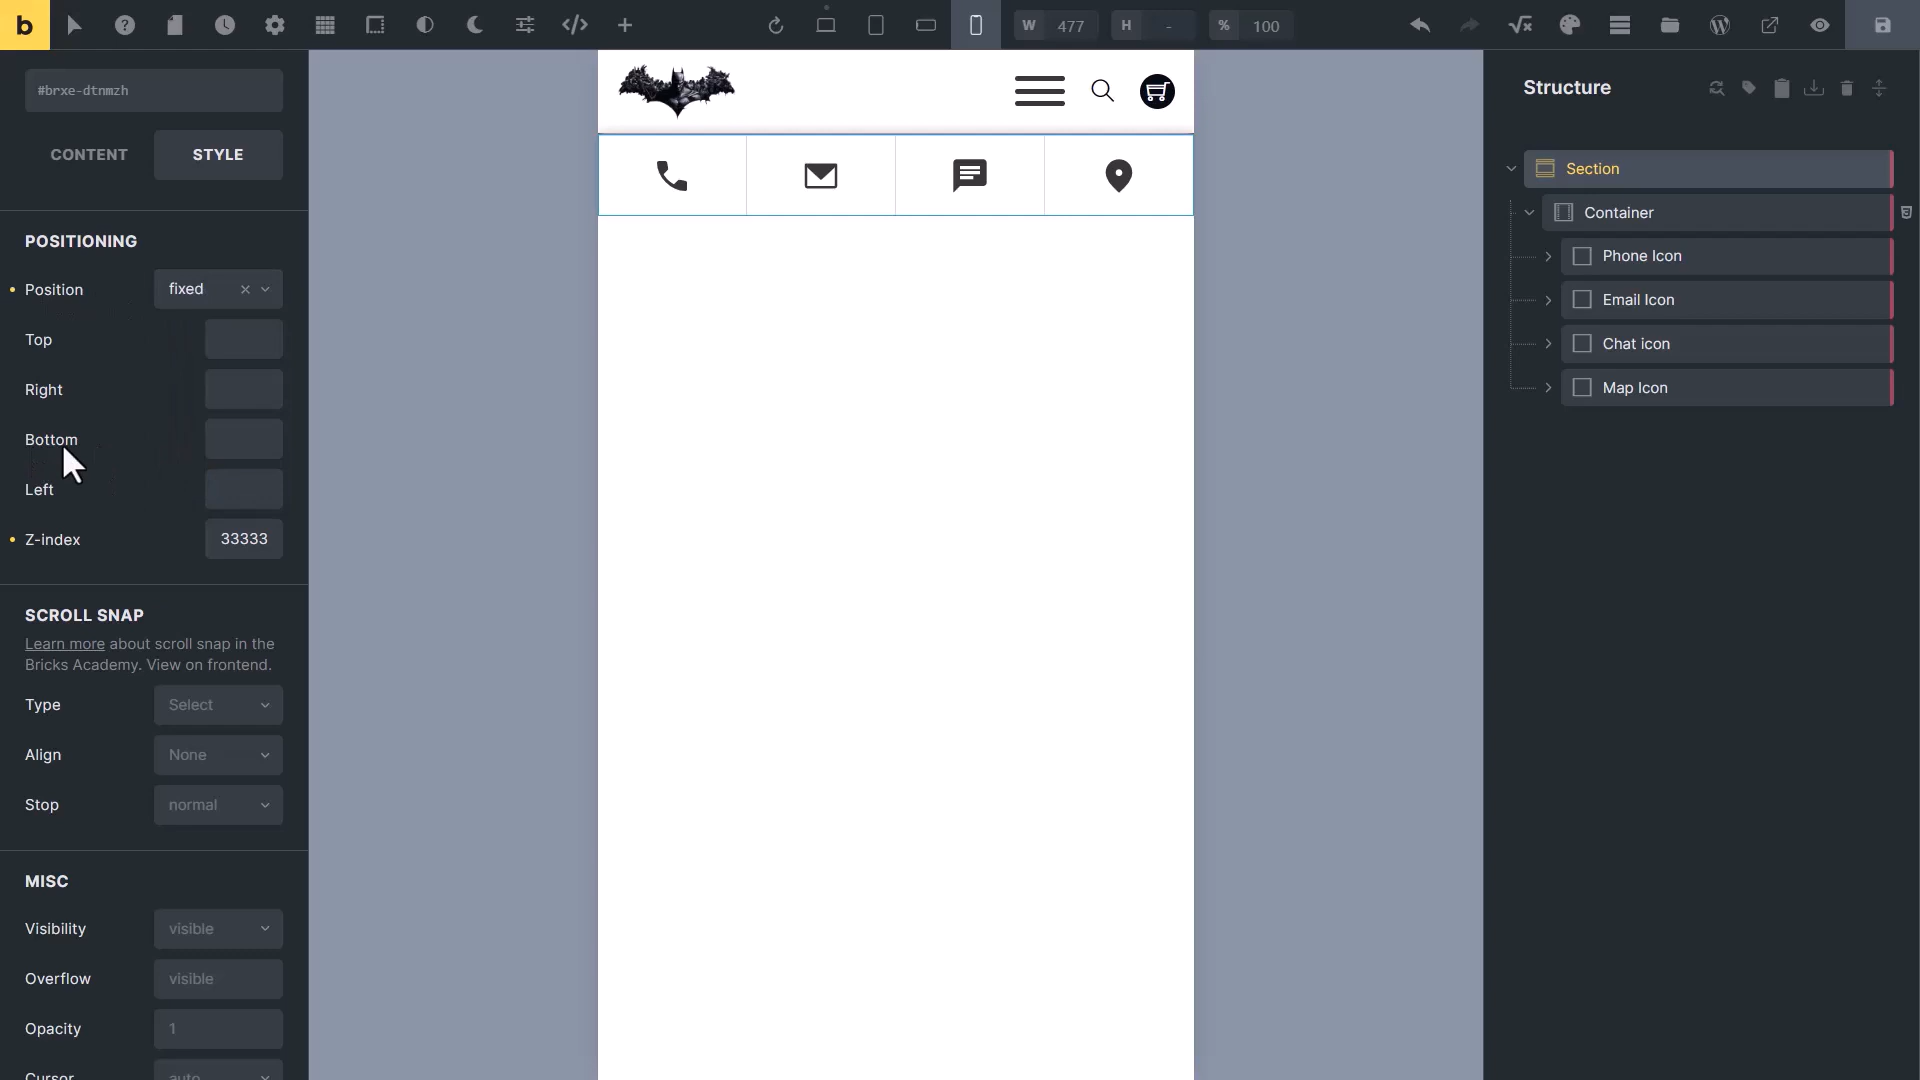 b
?
W 477
H -
% 100
#brxe-dtnmzh
CONTENT
STYLE
POSITIONING
Position
fixed
Top
Right
Bottom
Left
Z-index
33333
SCROLL SNAP
Learn more about scroll snap in the
Bricks Academy. View on frontend.
Type
Select
Align
None
Stop
normal
MISC
Visibility
visible
Overflow
visible
Opacity
1
Cursor
auto
Structure
Section
Container
Phone Icon
Email Icon
Chat icon
Map Icon